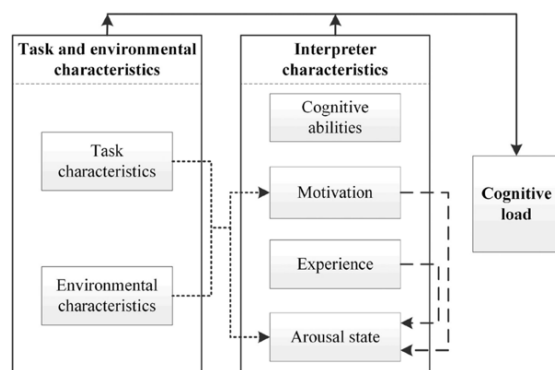 Task and environmental
characteristics
Task
characteristics
Environmental
characteristics
Interpreter
characteristics
Cognitive
abilities
Motivation
Experience
Arousal state
Cognitive
load